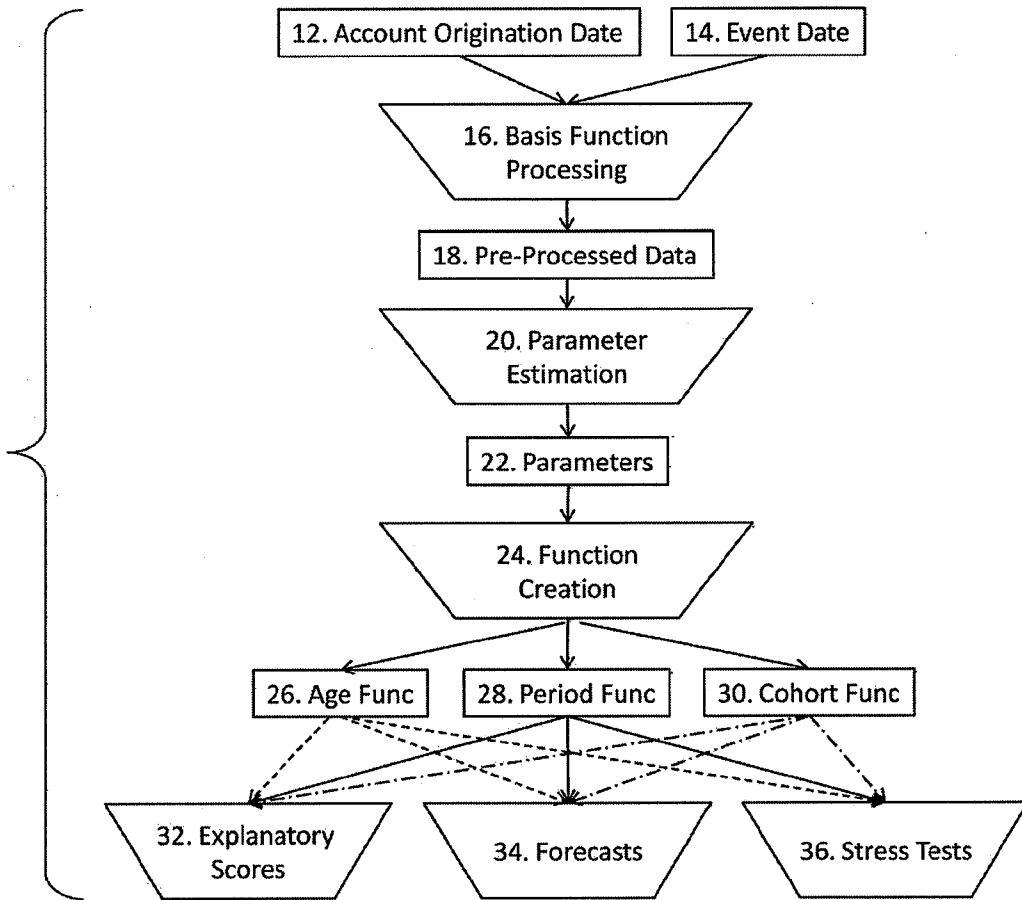 12. Account Origination Date
14. Event Date
16. Basis Function
Processing
18. Pre-Processed Data
20. Parameter
Estimation
22. Parameters
24. Function
Creation
26. Age Func
28. Period Func
30. Cohort Func
32. Explanatory
Scores
34. Forecasts
36. Stress Tests